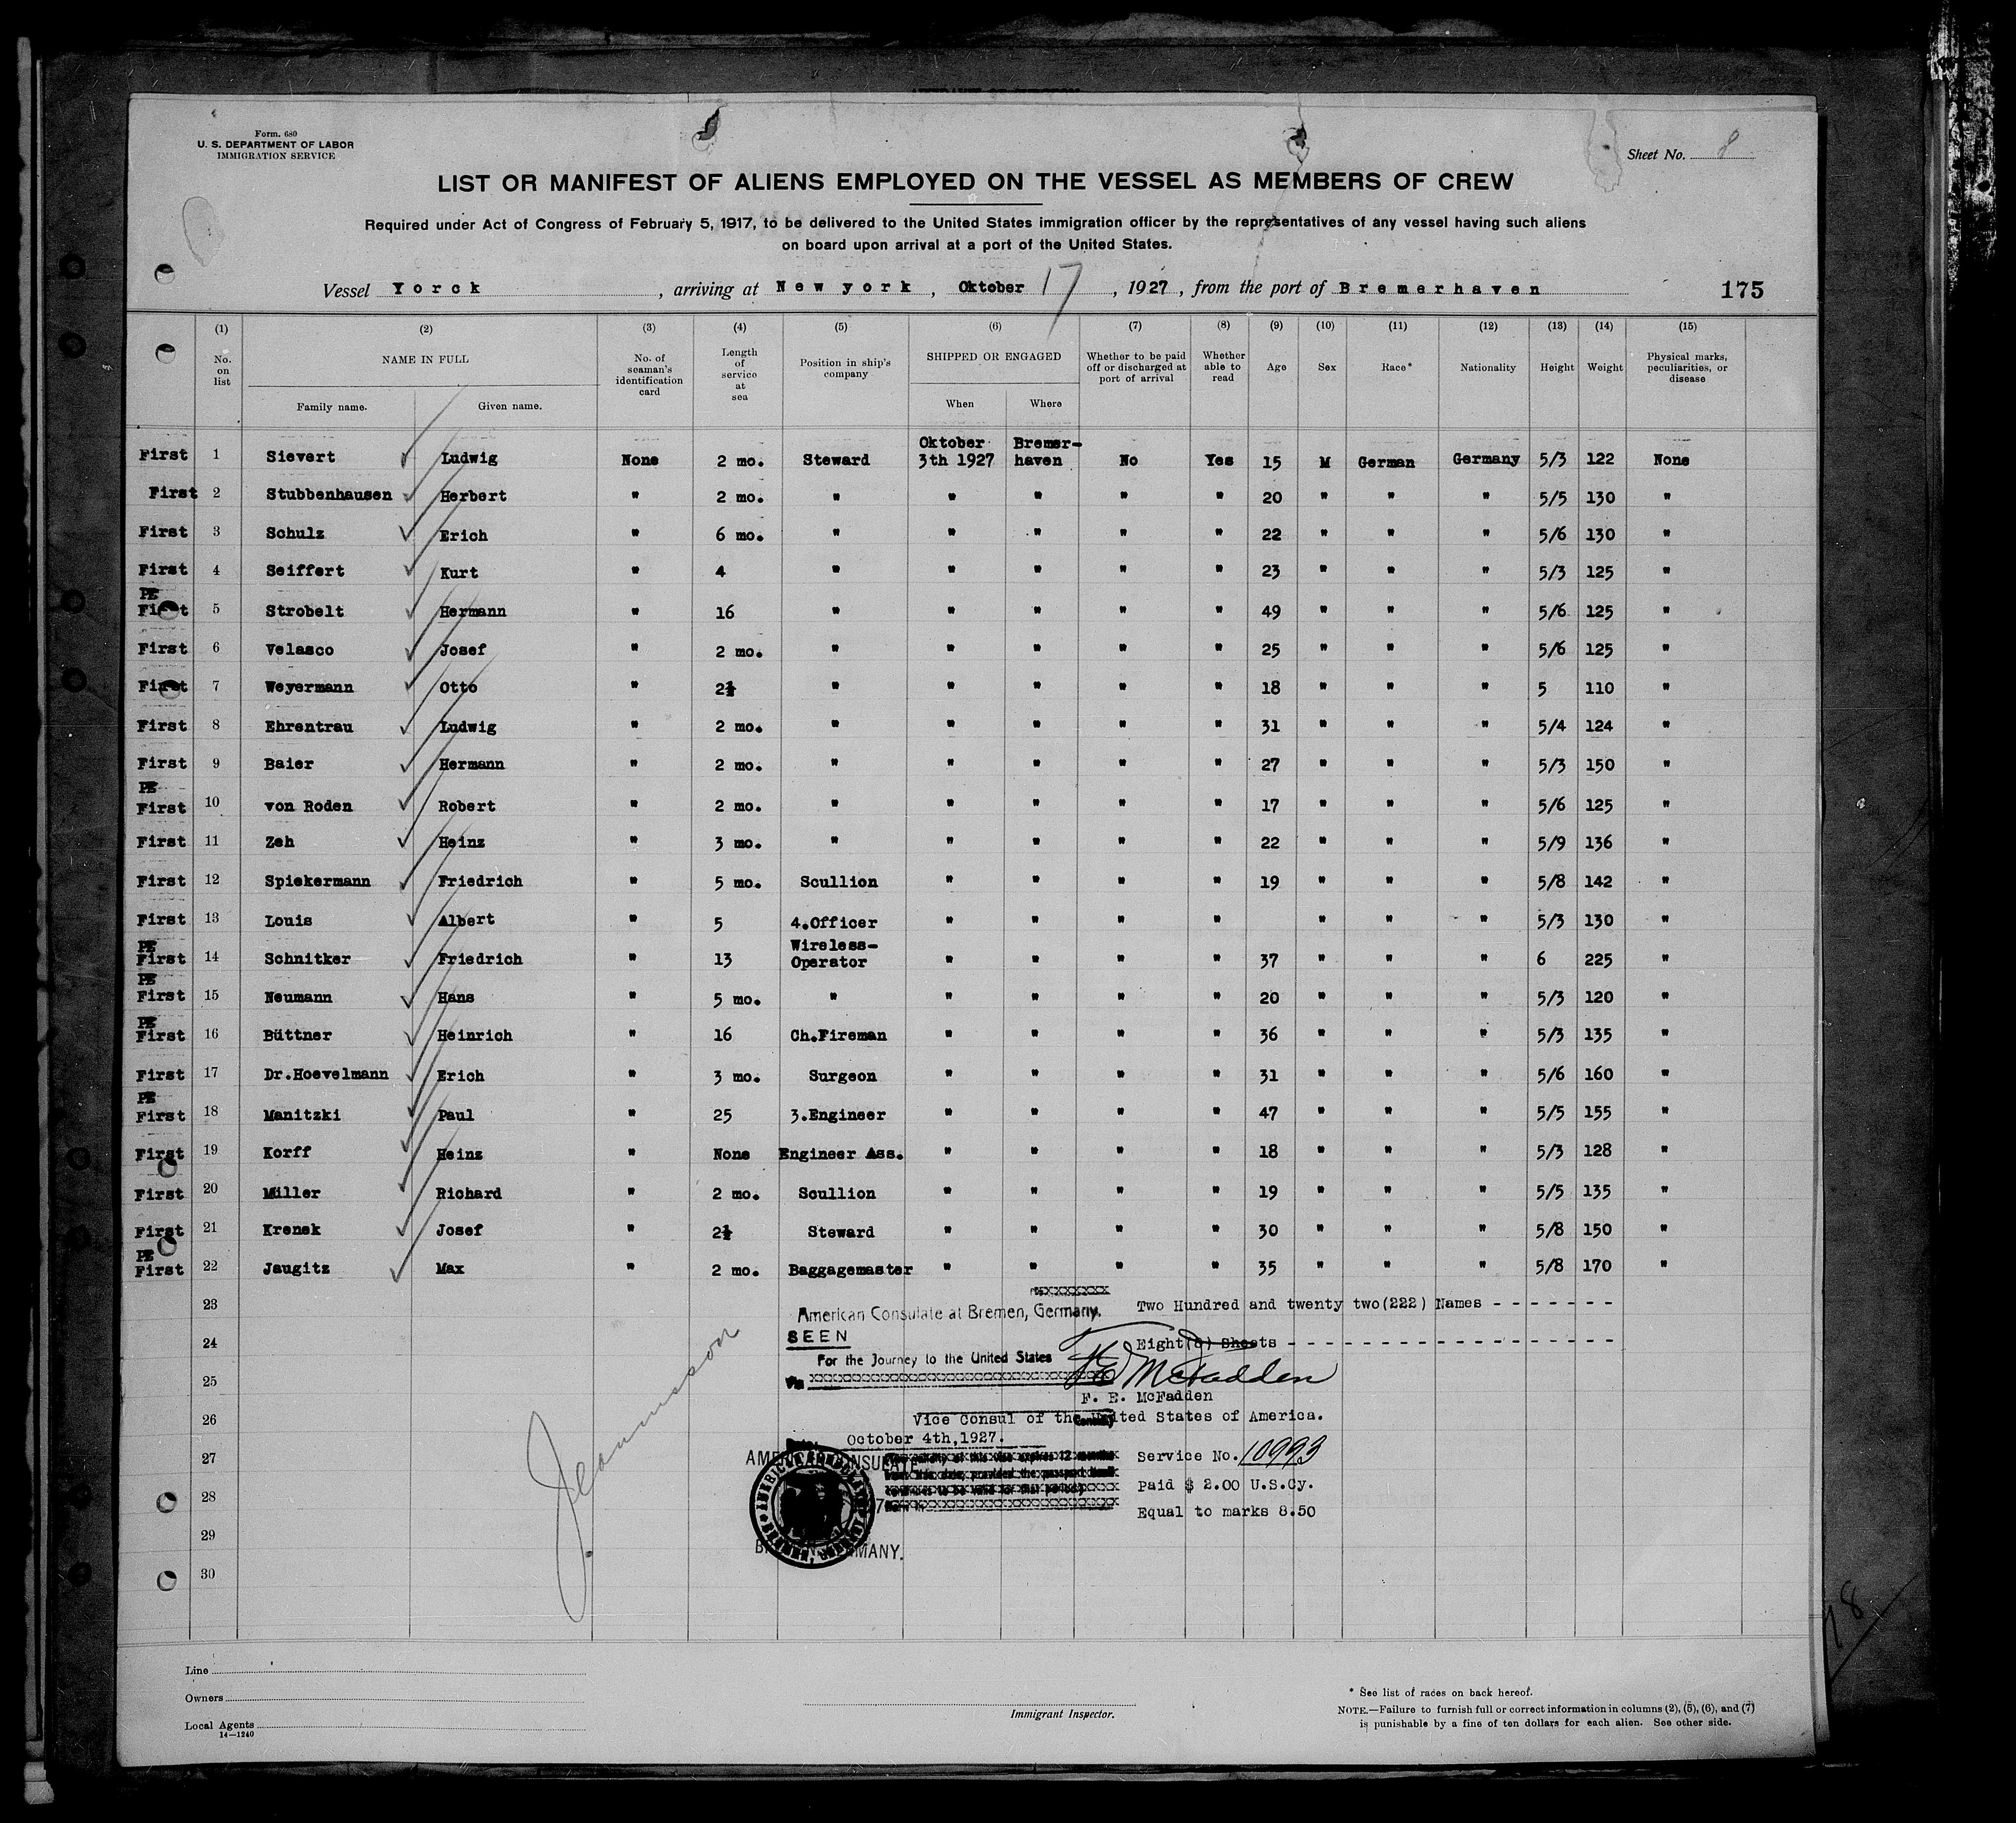 Form. 680
U. S. DEPARTMENT OF LABOR
IMMIGRATION SERVICE
Sheet No. 8
LIST OR MANIFEST OF ALIENS EMPLOYED ON THE VESSEL AS MEMBERS OF CREW
Required under Act of Congress of February 5, 1917, to be delivered to the United States immigration officer by the representatives of any vessel having such aliens
on board upon arrival at a port of the United States.
Vessel Yorck, arriving at New york, Oktober 17, 1927, from the port of Bremerhaven 175
(1) (2) (3) (4) (5) (6) (7) (8) (9) (10) (11) (12) (13) (14) (15)
No. on list NAME IN FULL No. of seaman's identification card Length of service at sea Position in ship's company SHIPPED OR ENGAGED Whether to be paid off or discharged at port of arrival Whether able to read Age Sex Race* Nationality Height Weight Physical marks, peculiarities, or disease
Family name. Given name. When Where
First 1 Sievert Ludwig None 2 mo. Steward Oktober 3th 1927 Bremer-haven No Yes 15 M German Germany 5/3 122 None
First 2 Stubbenhausen Herbert " 2 mo. " " " " " 20 " " " 5/5 130 "
First 3 Schulz Erich " 6 mo. " " " " " 22 " " " 5/6 130 "
First 4 Seiffert Kurt " 4 " " " " " 23 " " " 5/3 125 "
PE
First 5 Strobelt Hermann " 16 " " " " " 49 " " " 5/6 125 "
First 6 Velasco Josef " 2 mo. " " " " " 25 " " " 5/6 125 "
First 7 Weyermann Otto " 2½ " " " " " 18 " " " 5 110 "
First 8 Ehrentrau Ludwig " 2 mo. " " " " " 31 " " " 5/4 124 "
First 9 Baier Hermann " 2 mo. " " " " " 27 " " " 5/3 150 "
PE
First 10 von Roden Robert " 2 mo. " " " " " 17 " " " 5/6 125 "
First 11 Zeh Heinz " 3 mo. " " " " " 22 " " " 5/9 136 "
First 12 Spiekermann Friedrich " 5 mo. Scullion " " " " 19 " " " 5/8 142 "
First 13 Louis Albert " 5 4.Officer " " " " " " " 5/3 130 "
PE
First 14 Schnitker Friedrich " 13 Wireless-Operator " " " " 37 " " " 6 225 "
PE
First 15 Neumann Hans " 5 mo. " " " " " 20 " " " 5/3 120 "
PE
First 16 Büttner Heinrich " 16 Ch.Fireman " " " " 36 " " " 5/3 135 "
First 17 Dr.Hoevelmann Erich " 3 mo. Surgeon " " " " 31 " " " 5/6 160 "
PE
First 18 Manitzki Paul " 25 3.Engineer " " " " 47 " " " 5/5 155 "
First 19 Korff Heinz " None Engineer Ass. " " " " 18 " " " 5/3 128 "
First 20 Miller Richard " 2 mo. Scullion " " " " 19 " " " 5/5 135 "
First 21 Krenek Josef " 2½ Steward " " " " 30 " " " 5/8 150 "
PE
First 22 Jaugitz Max " 2 mo. Baggagemaster " " " " 35 " " " 5/8 170 "
23 American Consulate at Bremen, Germany. Two Hundred and twenty two(222) Names - - - - - - -
24 SEEN Eight(8) Sheets - - - - - - - - - - - - - - - - -
For the Journey to the United States
25 Via F E McFadden
F. E. McFadden
26 Vice Consul of the United States of America.
October 4th,1927.
27 AMERICAN CONSULATE Service No. 10993
28 Paid $ 2.00 U.S.Cy.
Equal to marks 8.50
29
BREMEN, GERMANY.
30
18
Line
Owners
Local Agents
14—1240
Immigrant Inspector.
* See list of races on back hereof.
NOTE.—Failure to furnish full or correct information in columns (2), (5), (6), and (7)
is punishable by a fine of ten dollars for each alien. See other side.